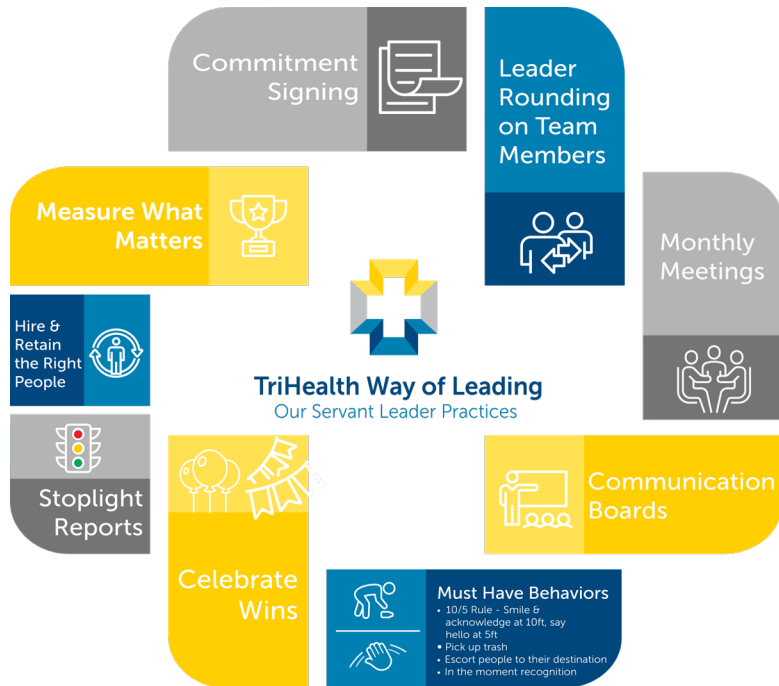 Commitment
Signing
Leader
Rounding
on Team
Members
Measure What
Matters
Monthly
Meetings
Hire &
Retain
the Right
People
TriHealth Way of Leading
Our Servant Leader Practices
Stoplight
Reports
Communication
Boards
Celebrate
Wins
Must Have Behaviors
• 10/5 Rule - Smile &
acknowledge at 10ft, say
hello at 5ft
• Pick up trash
• Escort people to their destination
• In the moment recognition